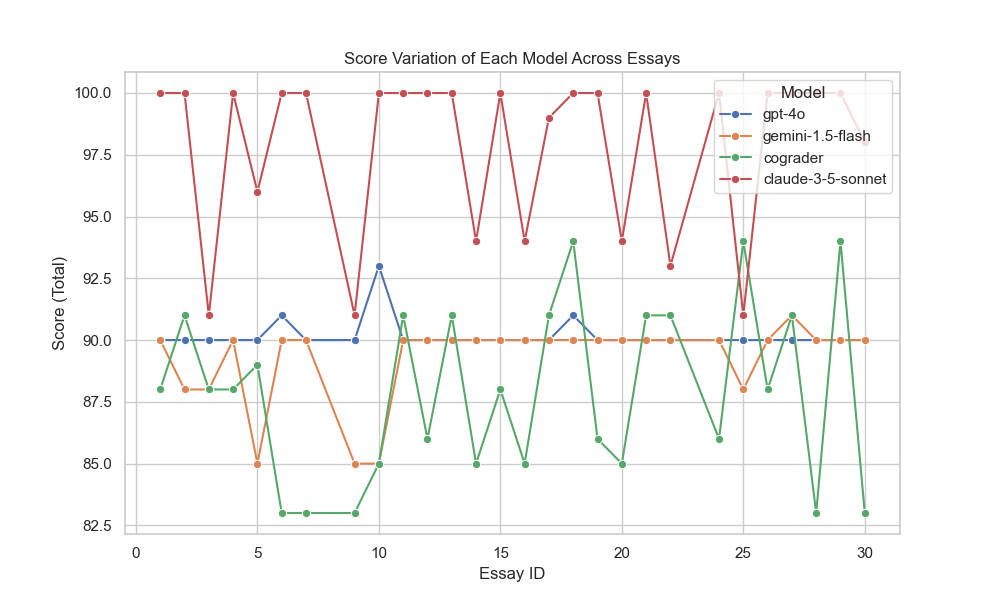 Score Variation of Each Model Across Essays
Score (Total)
100.0
97.5
95.0
92.5
90.0
87.5
85.0
82.5
0
5
10
15
20
25
30
Essay ID
Model
gpt-4o
gemini-1.5-flash
cograder
claude-3-5-sonnet